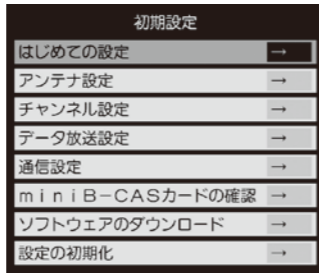 初期設定
はじめての設定 →
アンテナ設定 →
チャンネル設定 →
データ放送設定 →
通信設定 →
ｍｉｎｉＢ－ＣＡＳカードの確認 →
ソフトウェアのダウンロード →
設定の初期化 →